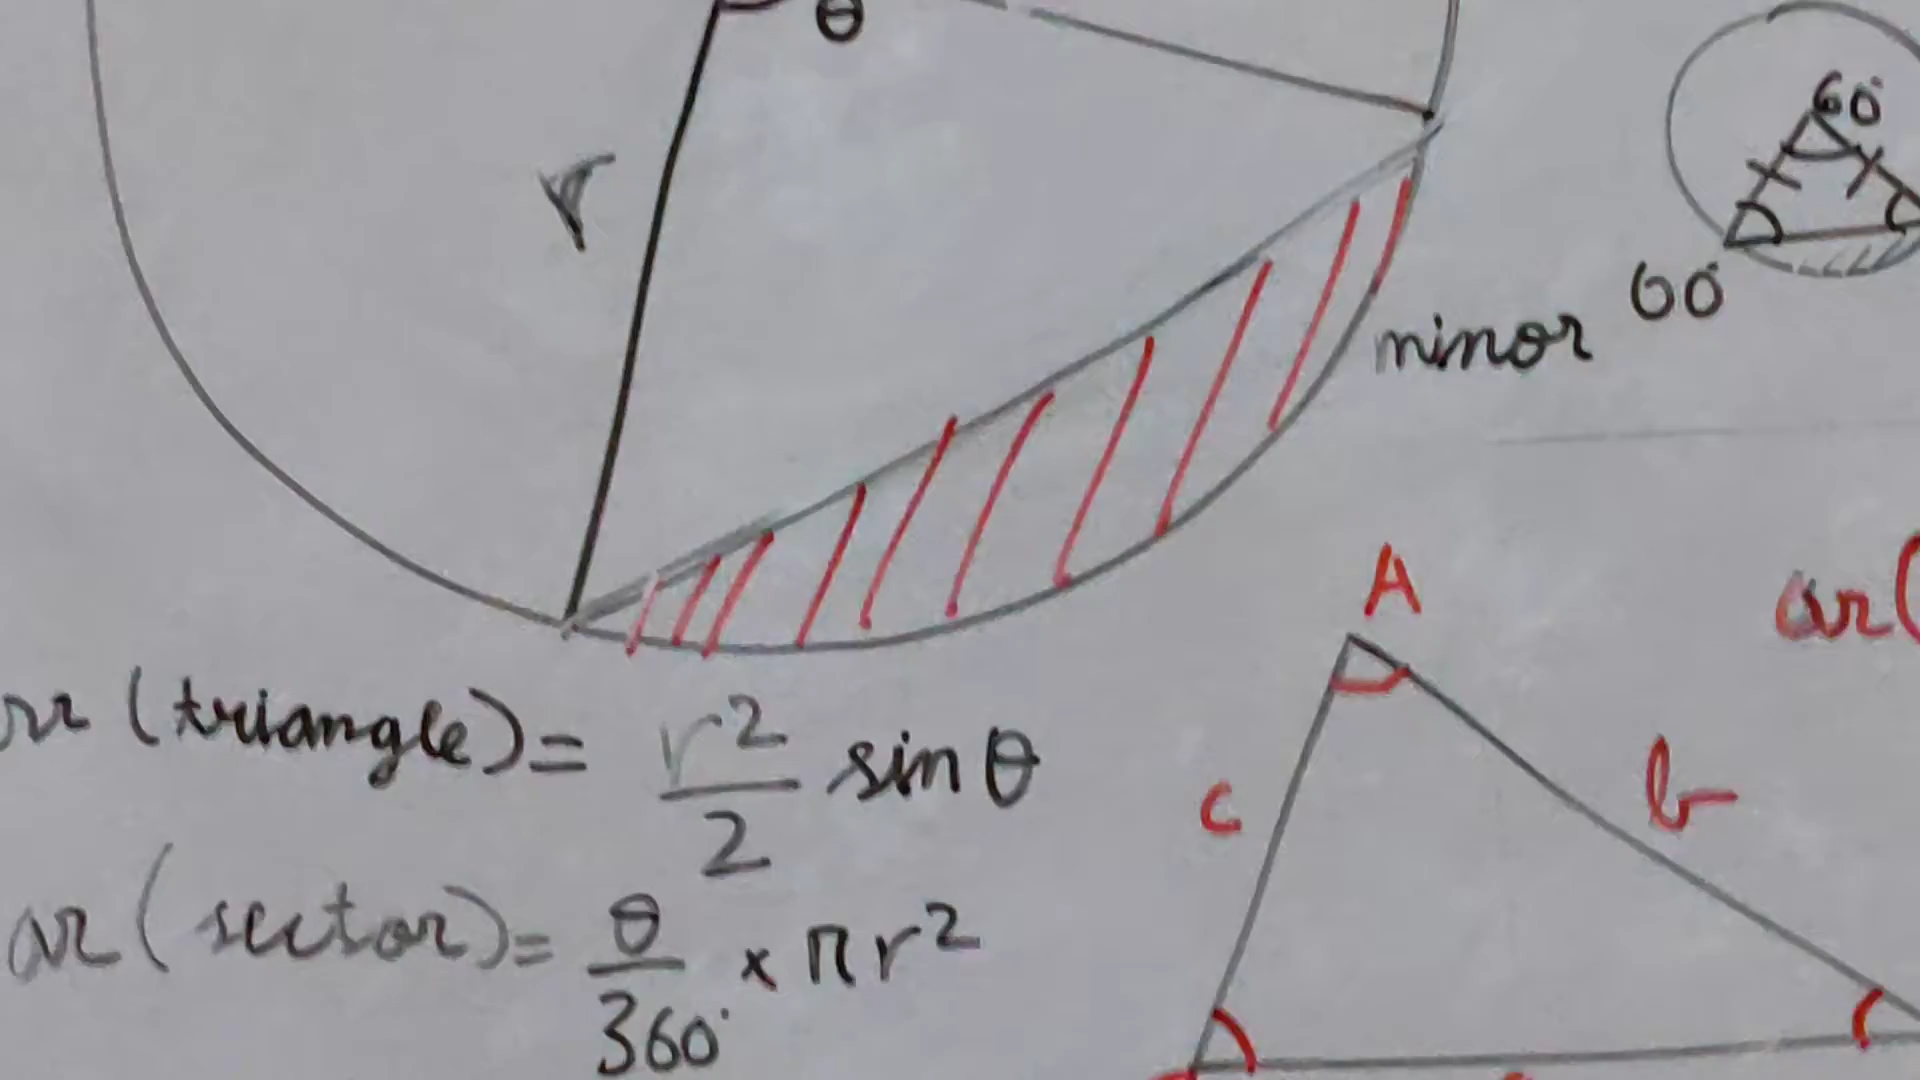 θ
60°
r
60°
minor
A
ar(
(triangle) = r²/2 sin θ
c
b
ar (sector) = θ/360° × πr²